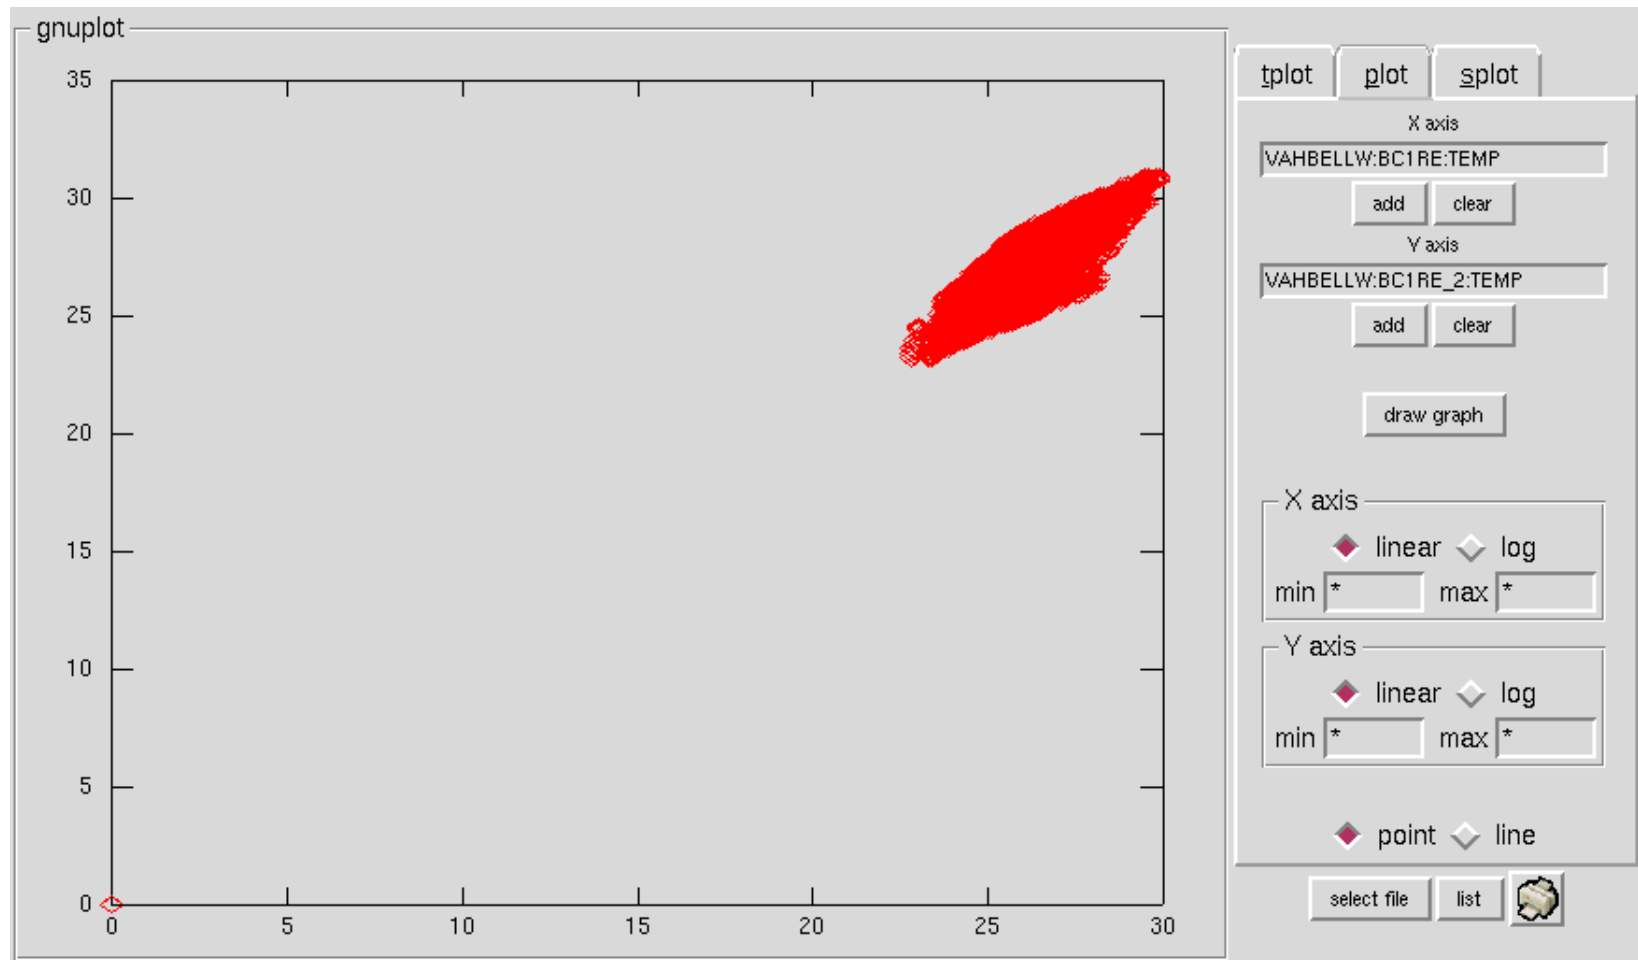 gnuplot
35
30
25
20
15
10
5
0
0 5 10 15 20 25 30
tplot plot splot
X axis
VAHBELLW:BC1RE:TEMP
add clear
Y axis
VAHBELLW:BC1RE_2:TEMP
add clear
draw graph
X axis
linear log
min * max *
Y axis
linear log
min * max *
point line
select file list